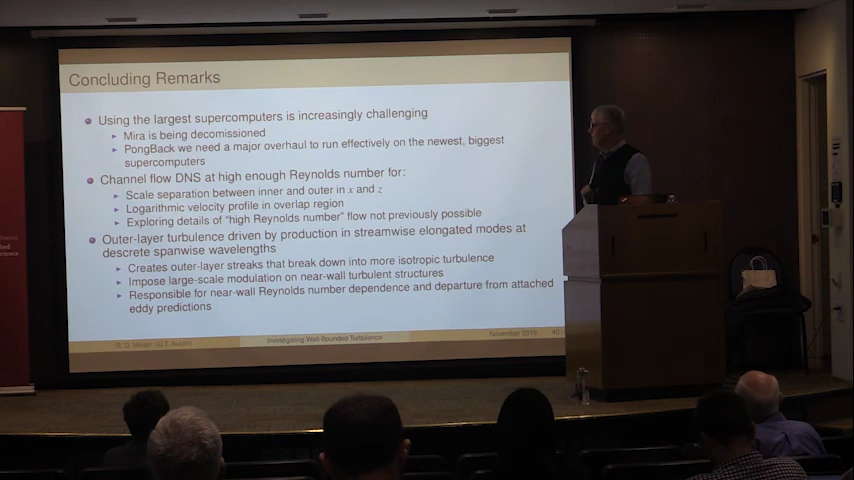 Concluding Remarks
Using the largest supercomputers is increasingly challenging
Mira is being decomissioned
PongBack we need a major overhaul to run effectively on the newest, biggest
supercomputers
Channel flow DNS at high enough Reynolds number for:
Scale separation between inner and outer in x and z
Logarithmic velocity profile in overlap region
Exploring details of "high Reynolds number" flow not previously possible
Outer-layer turbulence driven by production in streamwise elongated modes at
descrete spanwise wavelengths
Creates outer-layer streaks that break down into more isotropic turbulence
Impose large-scale modulation on near-wall turbulent structures
Responsible for near-wall Reynolds number dependence and departure from attached
eddy predictions
R. D. Moser (U.T. Austin)
Investigating Wall-Bounded Turbulence
November 2019